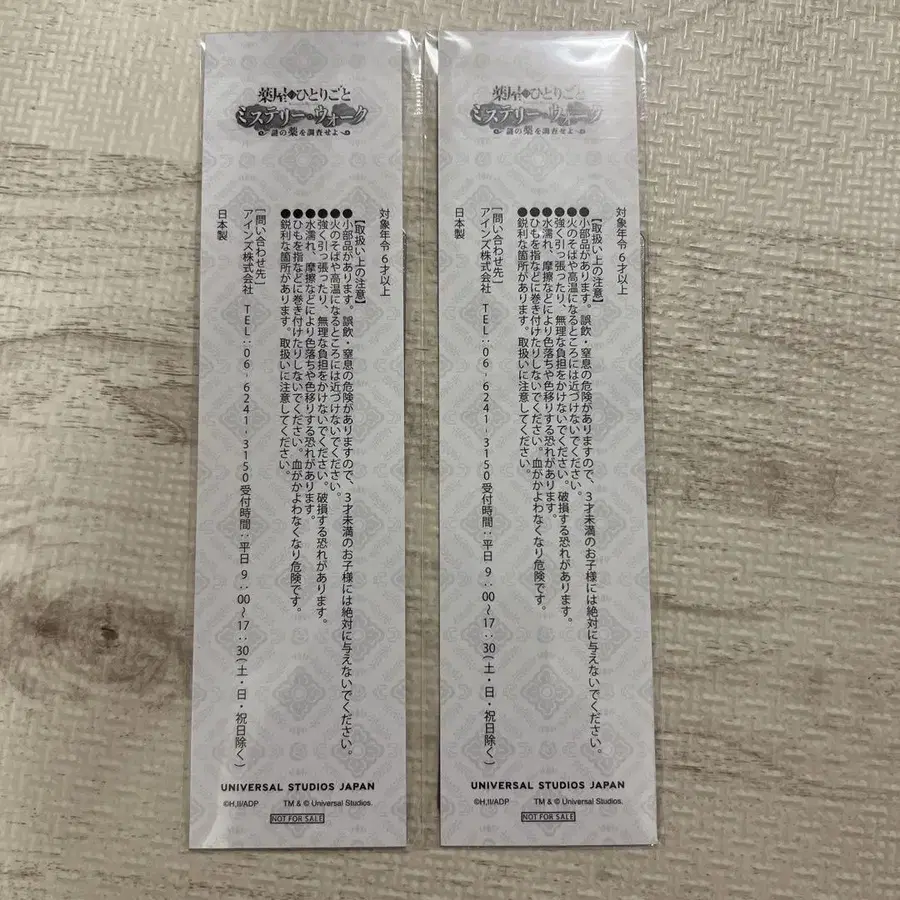 薬屋のひとりごと
ミステリー・ウォーク
〜謎の薬を調査せよ〜
対象年令 6才以上
【取扱い上の注意】
●小部品があります。誤飲・窒息の危険がありますので、3才未満のお子様には絶対に与えないでください。
●火のそばや高温になるところには近づけないでください。
●強く引っ張ったり、無理な負担をかけないでください。破損する恐れがあります。
●水濡れ、摩擦などにより色落ちや色移りする恐れがあります。
●ひもを指などに巻き付けたりしないでください。血がかよわなくなり危険です。
●鋭利な箇所があります。取扱いに注意してください。
[問い合わせ先]
アインズ株式会社 TEL:06-6241-3150 受付時間:平日 9:00〜17:30(土・日・祝日除く)
日本製
UNIVERSAL STUDIOS JAPAN
©H,II/ADP TM & © Universal Studios.
NOT FOR SALE
薬屋のひとりごと
ミステリー・ウォーク
〜謎の薬を調査せよ〜
対象年令 6才以上
【取扱い上の注意】
●小部品があります。誤飲・窒息の危険がありますので、3才未満のお子様には絶対に与えないでください。
●火のそばや高温になるところには近づけないでください。
●強く引っ張ったり、無理な負担をかけないでください。破損する恐れがあります。
●水濡れ、摩擦などにより色落ちや色移りする恐れがあります。
●ひもを指などに巻き付けたりしないでください。血がかよわなくなり危険です。
●鋭利な箇所があります。取扱いに注意してください。
[問い合わせ先]
アインズ株式会社 TEL:06-6241-3150 受付時間:平日 9:00〜17:30(土・日・祝日除く)
日本製
UNIVERSAL STUDIOS JAPAN
©H,II/ADP TM & © Universal Studios.
NOT FOR SALE